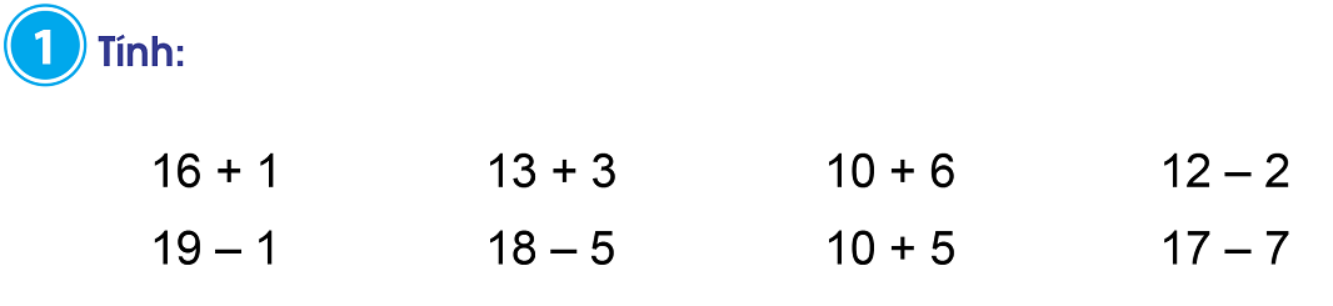 1 Tính:
16 + 1 13 + 3 10 + 6 12 – 2
19 – 1 18 – 5 10 + 5 17 – 7